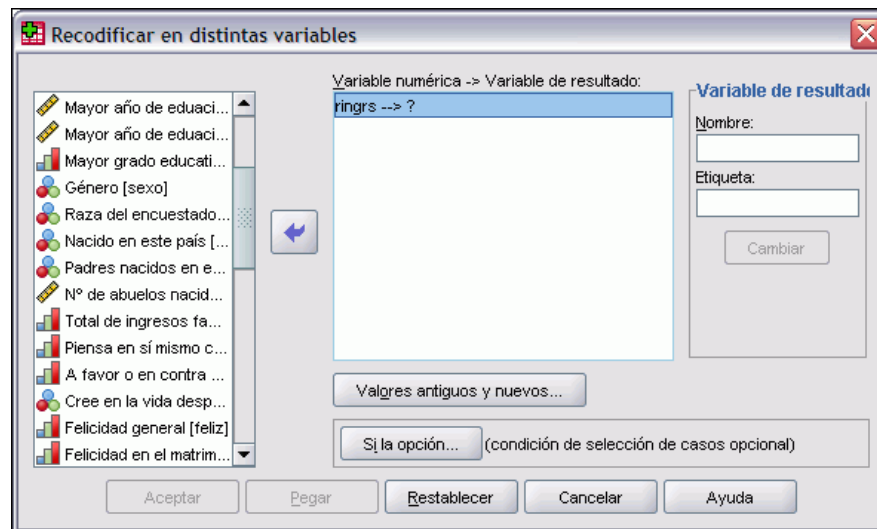 Recodificar en distintas variables
Mayor año de eduaci...
Mayor año de eduaci...
Mayor grado educati...
Género [sexo]
Raza del encuestado...
Nacido en este país [...
Padres nacidos en e...
Nº de abuelos nacid...
Total de ingresos fa...
Piensa en sí mismo c...
A favor o en contra ...
Cree en la vida desp...
Felicidad general [feliz]
Felicidad en el matrim...
Variable numérica -> Variable de resultado:
ringrs --> ?
Valores antiguos y nuevos...
Si la opción...
(condición de selección de casos opcional)
Variable de resultado
Nombre:
Etiqueta:
Cambiar
Aceptar
Pegar
Restablecer
Cancelar
Ayuda